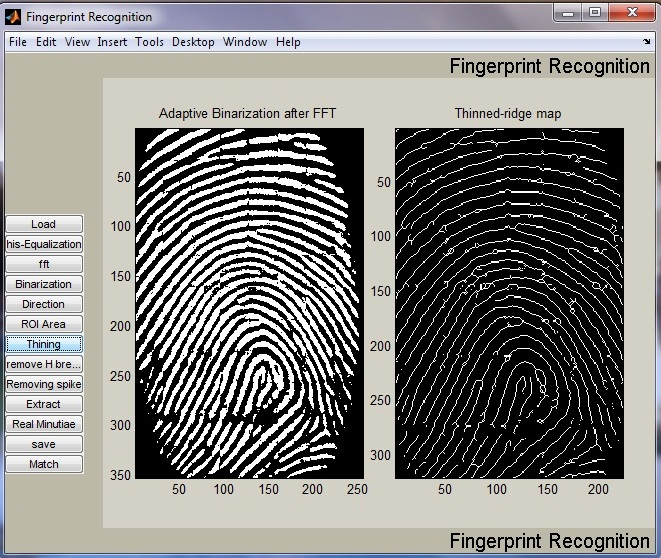 Fingerprint Recognition
File Edit View Insert Tools Desktop Window Help
Fingerprint Recognition
Adaptive Binarization after FFT
Thinned-ridge map
50
100
150
200
250
300
350
50 100 150 200 250
50
100
150
200
250
300
50 100 150 200
Load
his-Equalization
fft
Binarization
Direction
ROI Area
Thining
remove H bre...
Removing spike
Extract
Real Minutiae
save
Match
Fingerprint Recognition